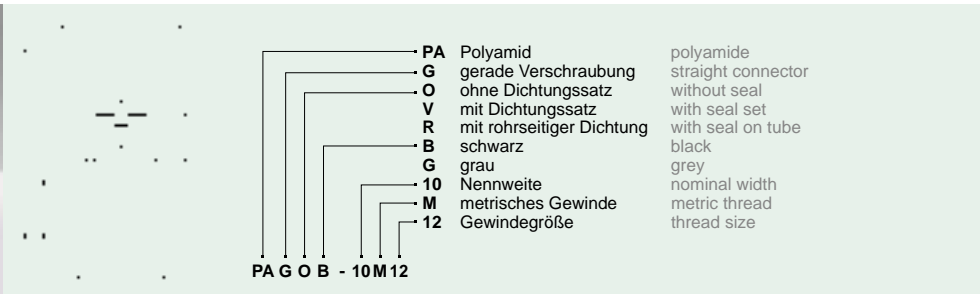 PA Polyamid polyamide
G gerade Verschraubung straight connector
O ohne Dichtungssatz without seal
V mit Dichtungssatz with seal set
R mit rohrseitiger Dichtung with seal on tube
B schwarz black
G grau grey
10 Nennweite nominal width
M metrisches Gewinde metric thread
12 Gewindegröße thread size
PA G O B - 10 M 12